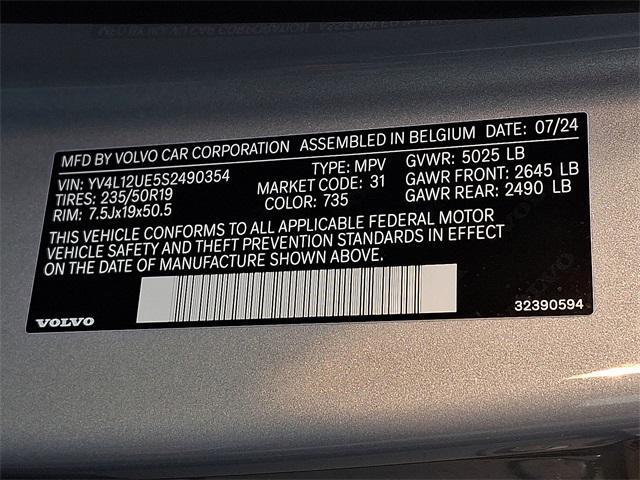 MFD BY VOLVO CAR CORPORATION ASSEMBLED IN BELGIUM DATE: 07/24
VIN: YV4L12UE5S2490354 TYPE: MPV GVWR: 5025 LB
TIRES: 235/50R19 MARKET CODE: 31 GAWR FRONT: 2645 LB
RIM: 7.5Jx19x50.5 COLOR: 735 GAWR REAR: 2490 LB
THIS VEHICLE CONFORMS TO ALL APPLICABLE FEDERAL MOTOR
VEHICLE SAFETY AND THEFT PREVENTION STANDARDS IN EFFECT
ON THE DATE OF MANUFACTURE SHOWN ABOVE.
VOLVO 32390594